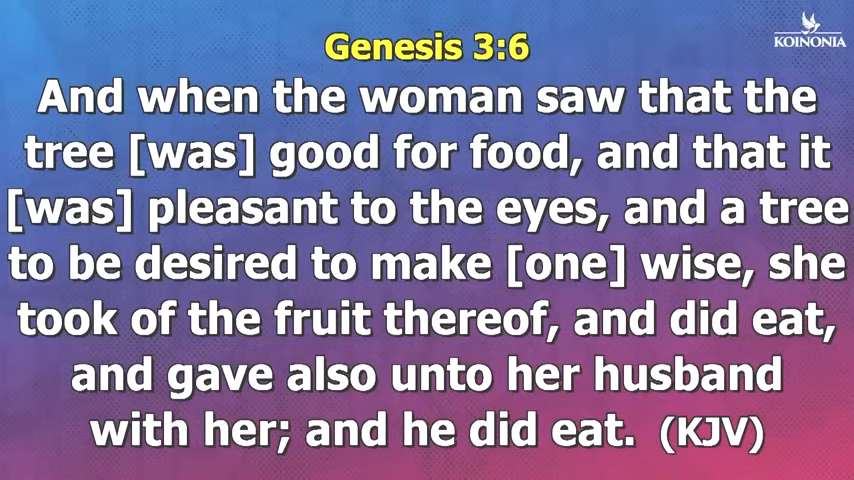 KOINONIA
Genesis 3:6
And when the woman saw that the
tree [was] good for food, and that it
[was] pleasant to the eyes, and a tree
to be desired to make [one] wise, she
took of the fruit thereof, and did eat,
and gave also unto her husband
with her; and he did eat. (KJV)